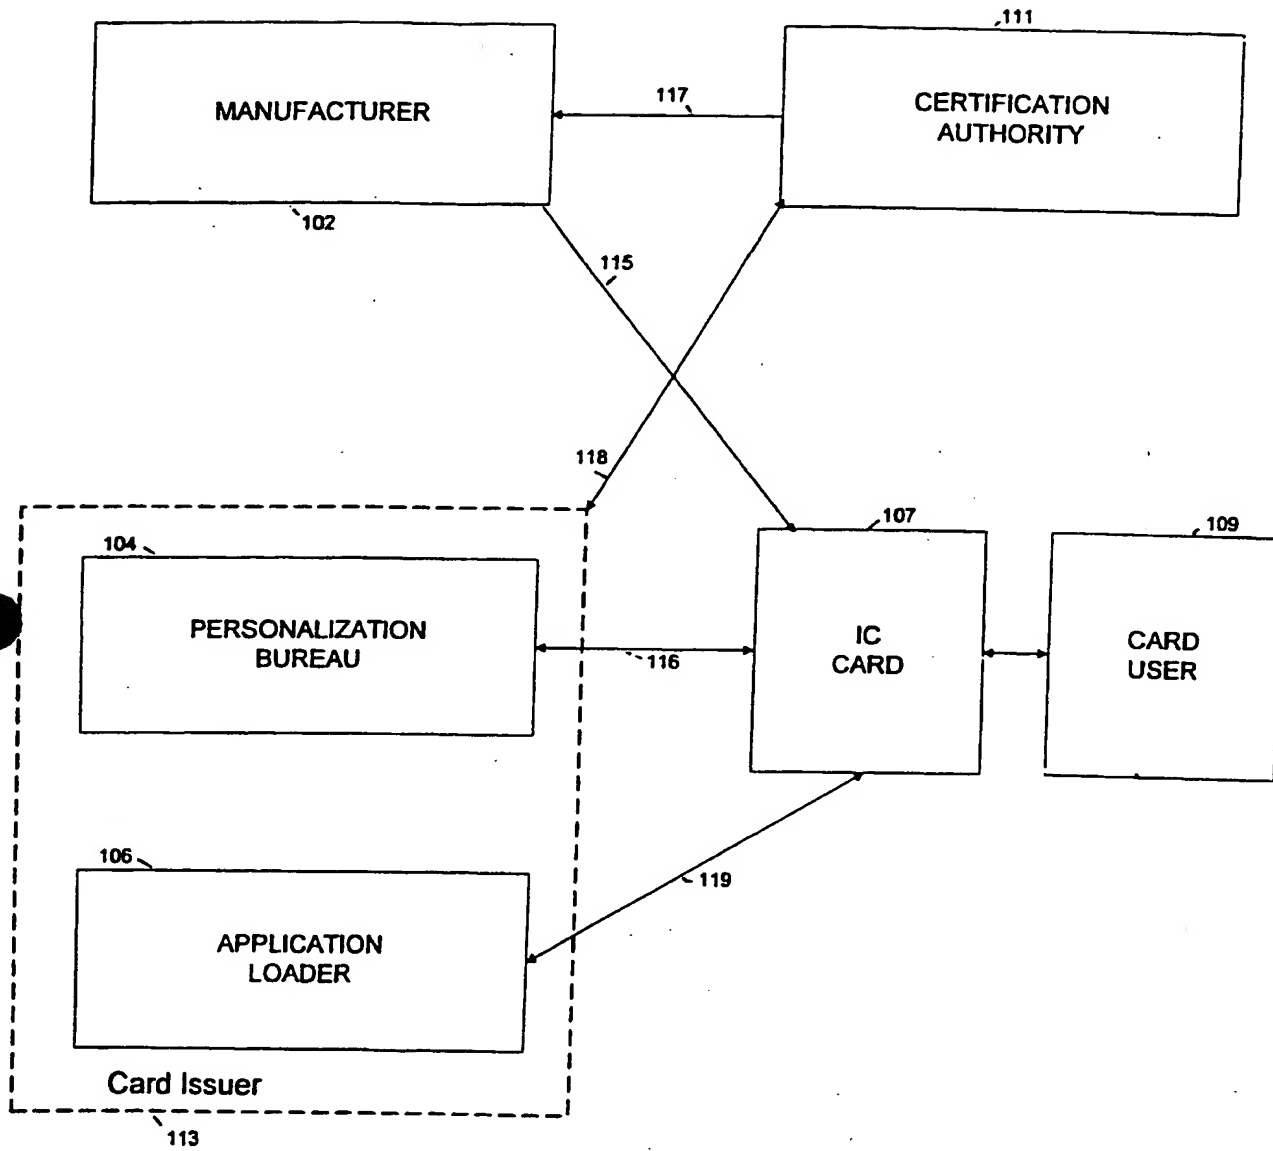 111
MANUFACTURER
117
CERTIFICATION
AUTHORITY
102
115
118
107
109
104
PERSONALIZATION
BUREAU
116
IC
CARD
CARD
USER
106
119
APPLICATION
LOADER
Card Issuer
113